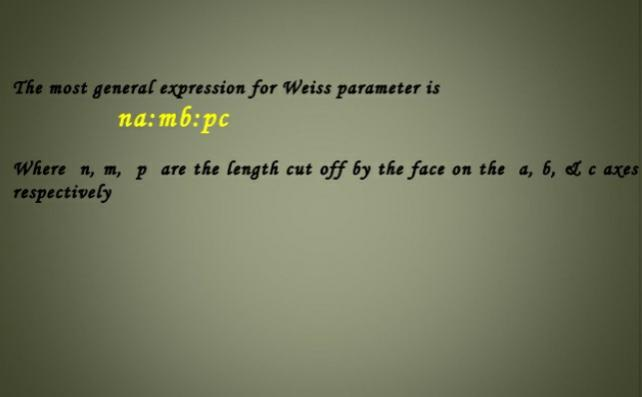 The most general expression for Weiss parameter is
na:mb:pc
Where n, m, p are the length cut off by the face on the a, b, & c axes
respectively